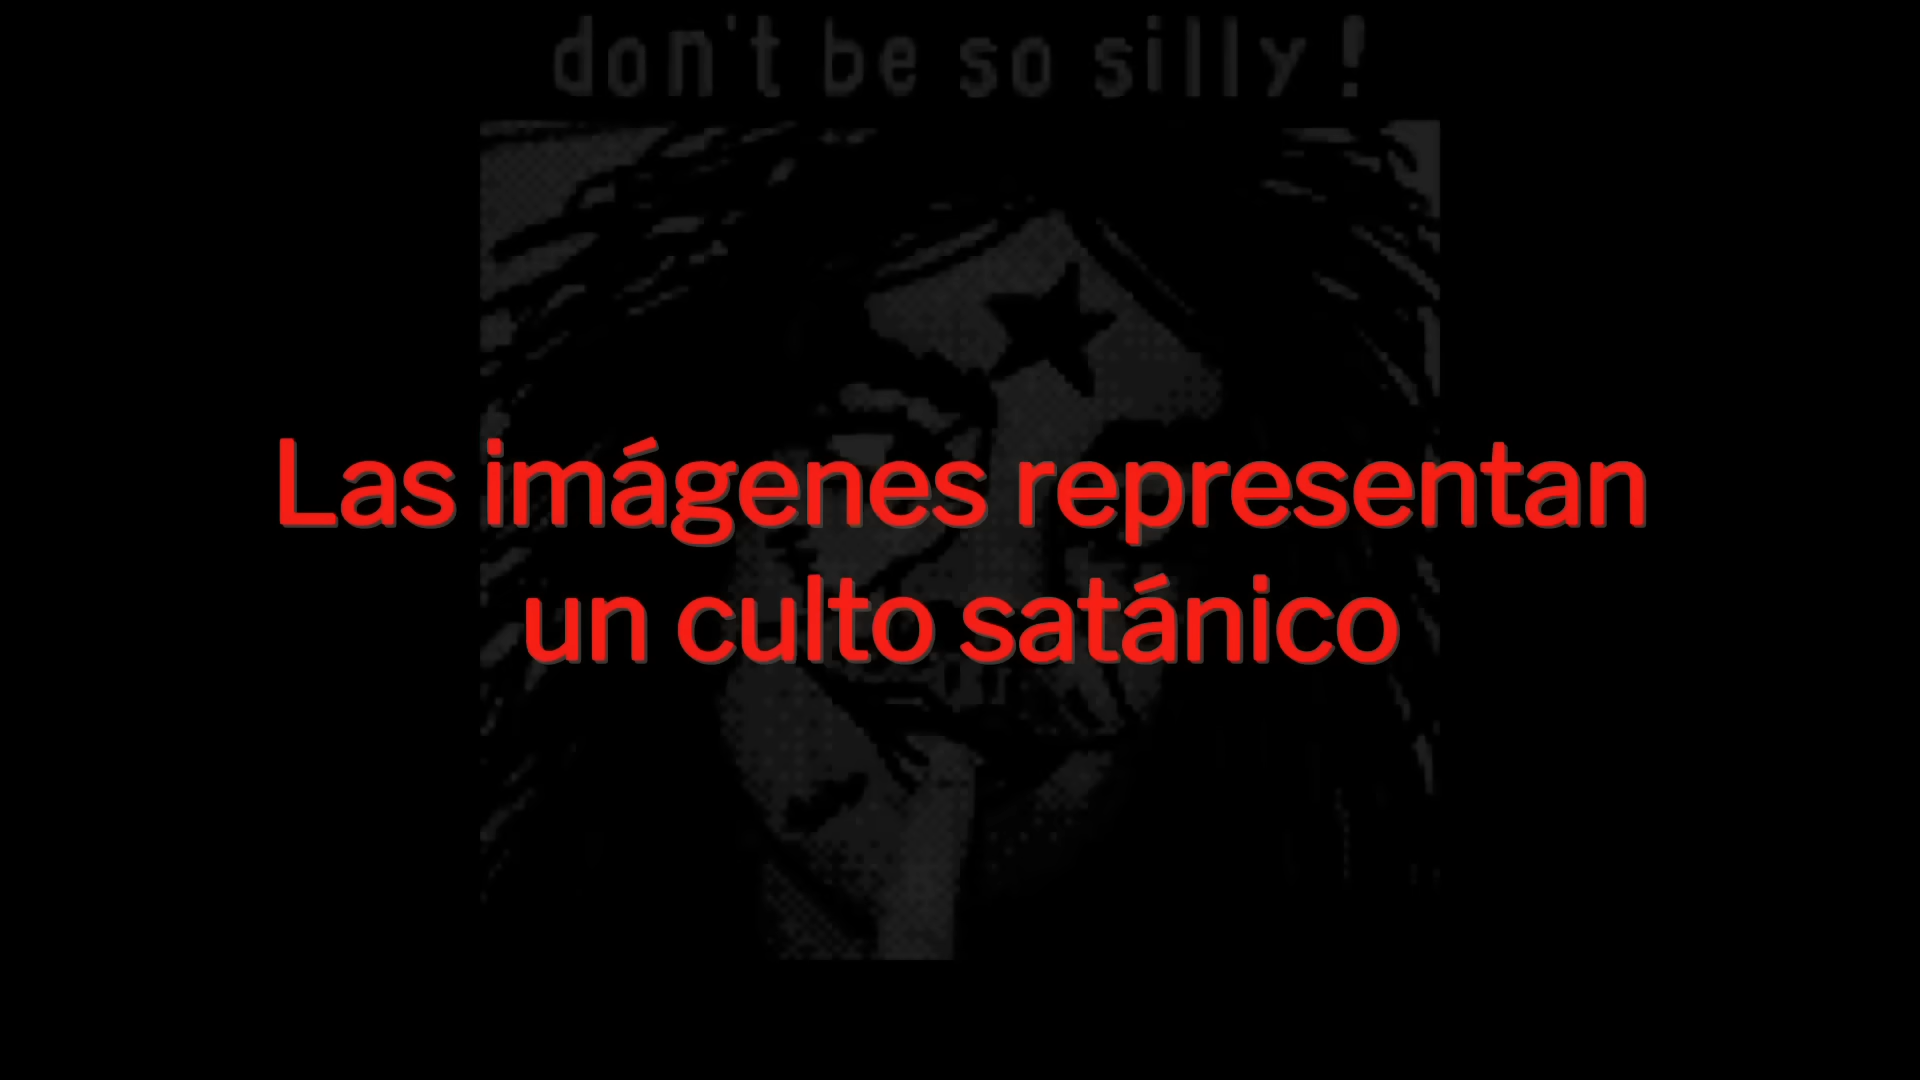 don't be so silly !
Las imágenes representan
un culto satánico